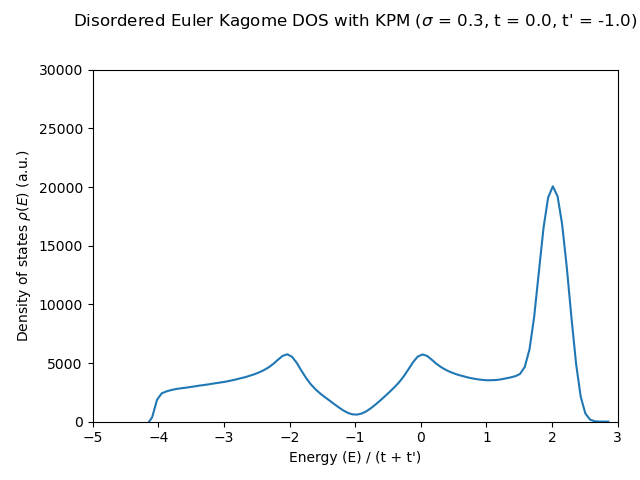 Disordered Euler Kagome DOS with KPM (σ = 0.3, t = 0.0, t' = -1.0)
30000
25000
20000
15000
10000
5000
0
Density of states ρ(E) (a.u.)
−5 −4 −3 −2 −1 0 1 2 3
Energy (E) / (t + t')